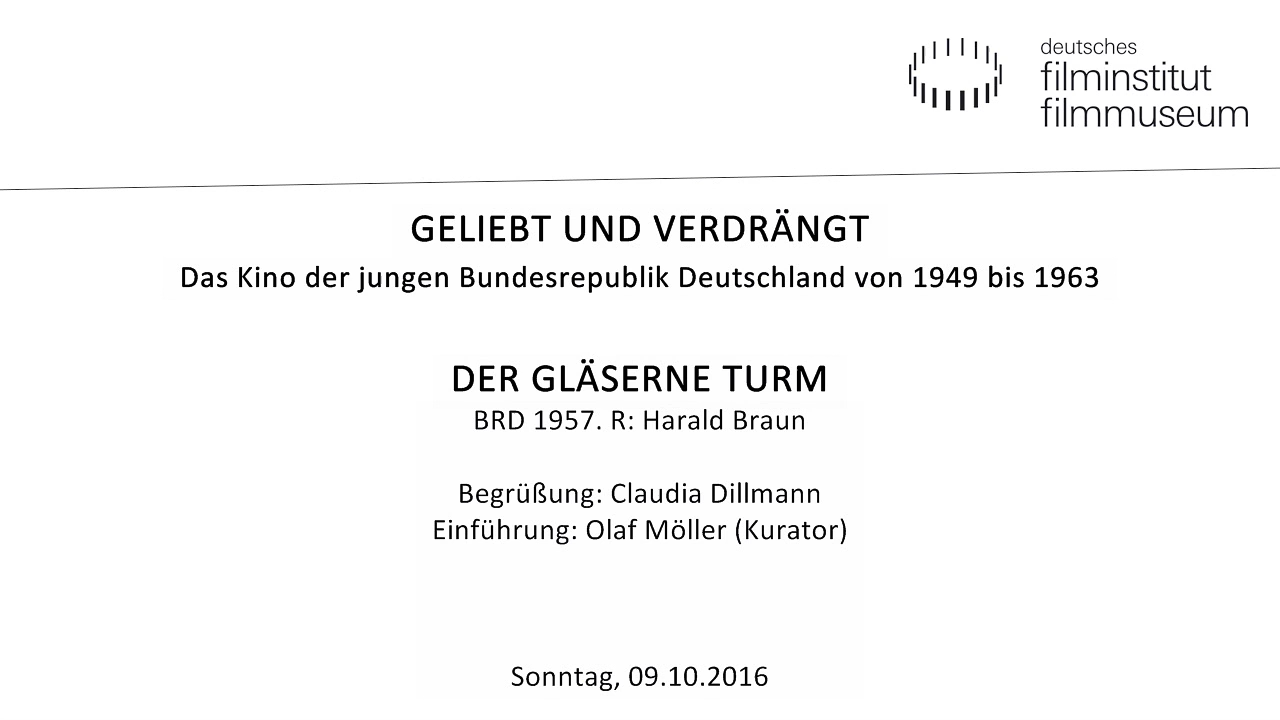 deutsches
filminstitut
filmmuseum
GELIEBT UND VERDRÄNGT
Das Kino der jungen Bundesrepublik Deutschland von 1949 bis 1963
DER GLÄSERNE TURM
BRD 1957. R: Harald Braun
Begrüßung: Claudia Dillmann
Einführung: Olaf Möller (Kurator)
Sonntag, 09.10.2016